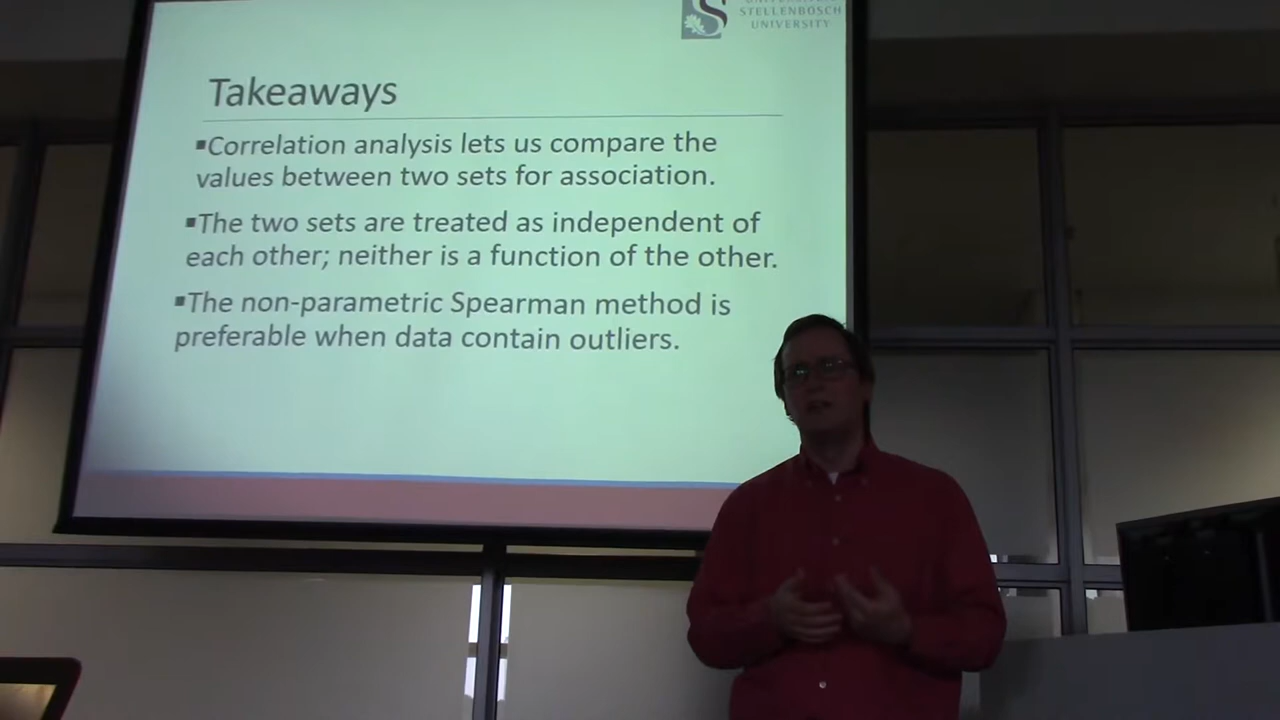 STELLENBOSCH
UNIVERSITY
Takeaways
▪Correlation analysis lets us compare the
values between two sets for association.
▪The two sets are treated as independent of
each other; neither is a function of the other.
▪The non-parametric Spearman method is
preferable when data contain outliers.